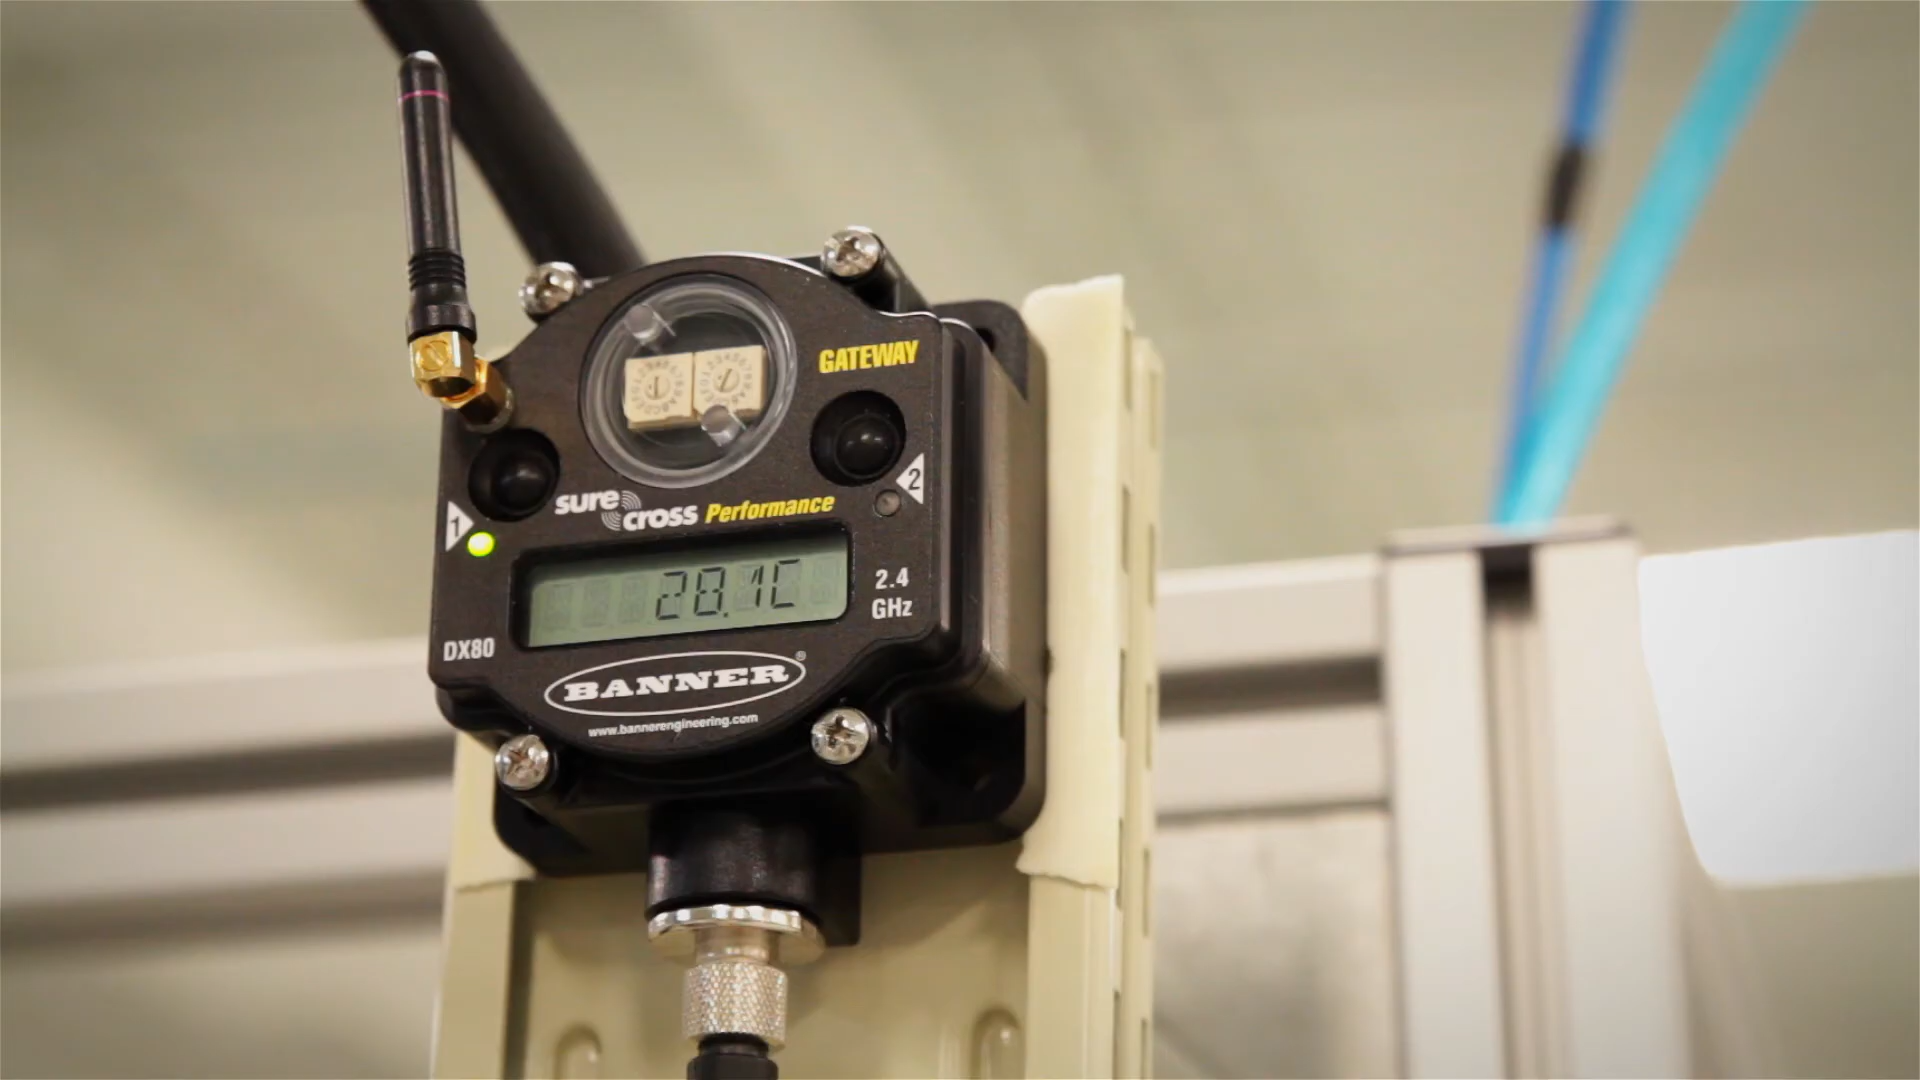 GATEWAY
2
sure cross Performance
1
28.1C
2.4
GHz
DX80
BANNER®
www.bannerengineering.com